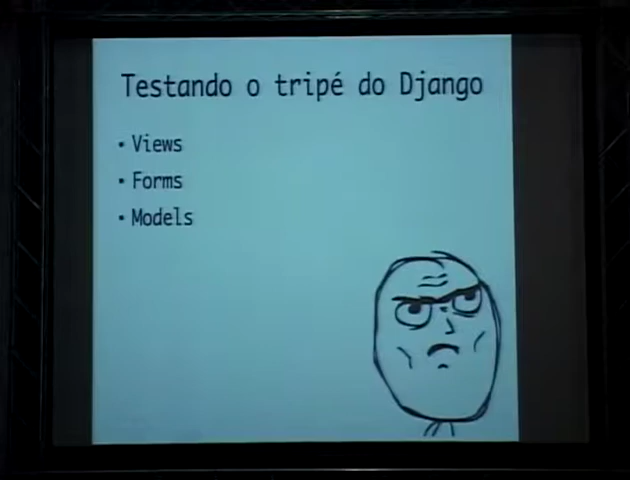 Testando o tripé do Django
• Views
• Forms
• Models